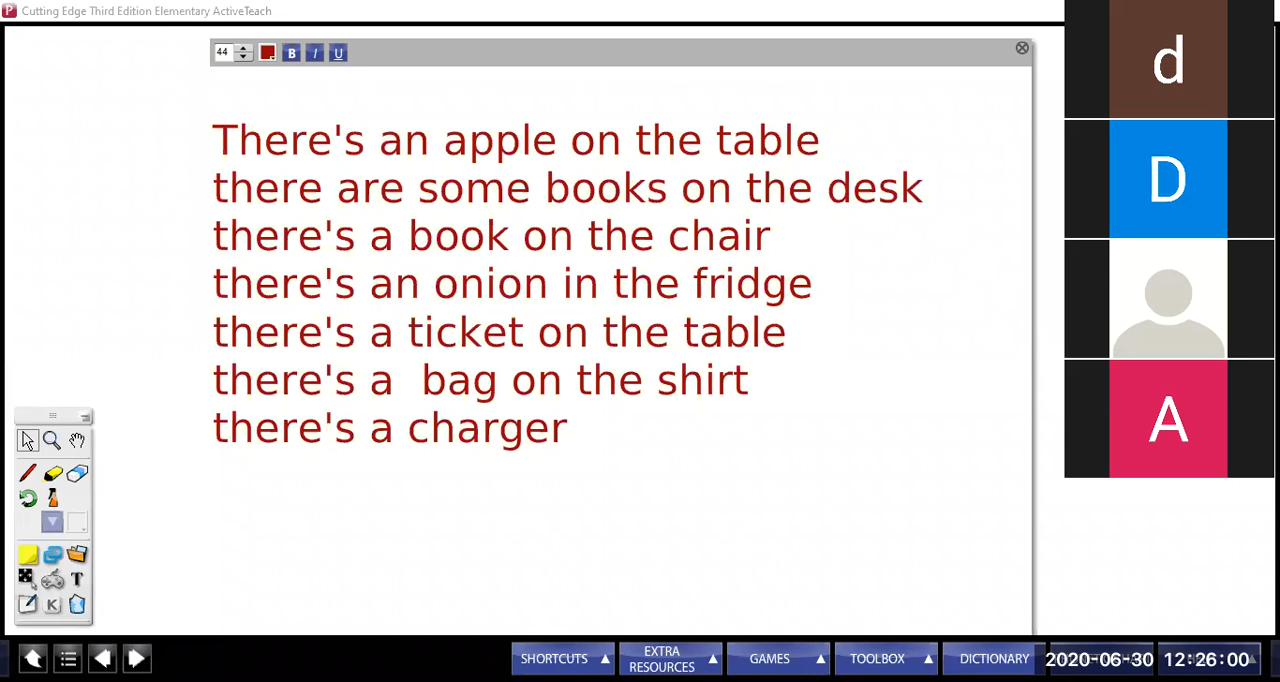 Cutting Edge Third Edition Elementary ActiveTeach
44
B I U
There's an apple on the table
there are some books on the desk
there's a book on the chair
there's an onion in the fridge
there's a ticket on the table
there's a  bag on the shirt
there's a charger
d
D
A
T
K
SHORTCUTS
EXTRA
RESOURCES
GAMES
TOOLBOX
DICTIONARY
2020-06-30 12:26:00